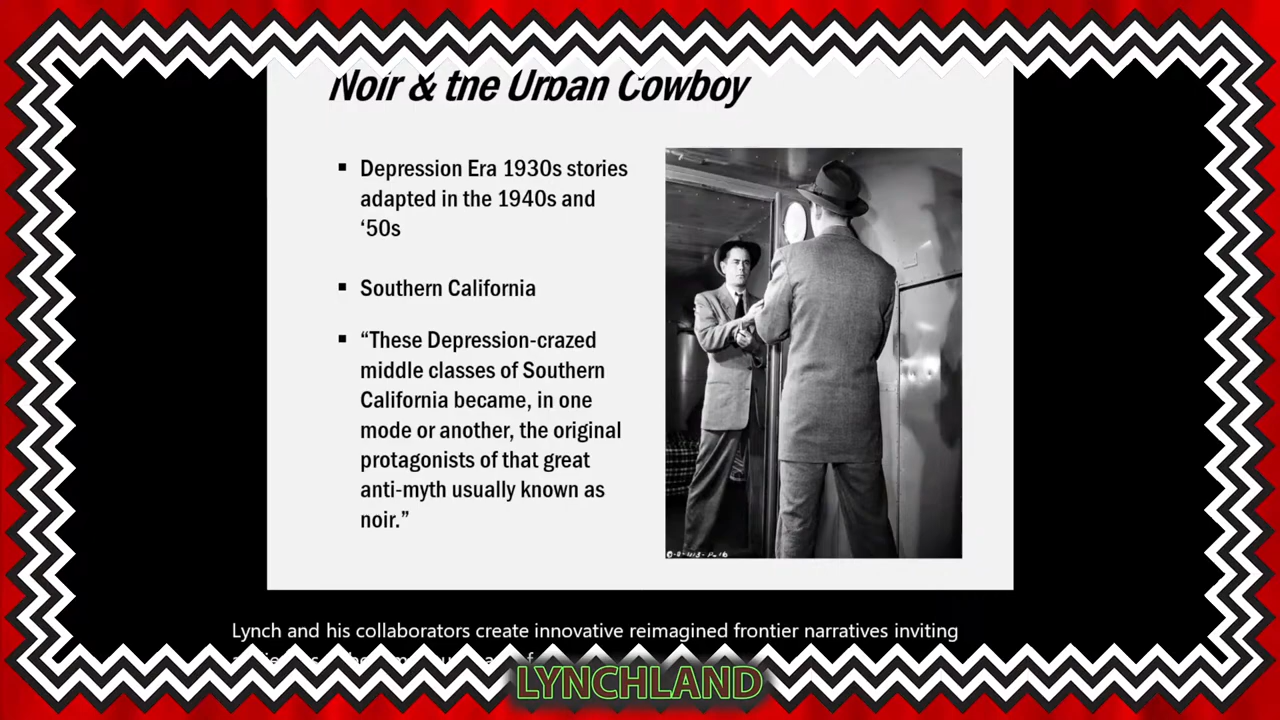 Noir & the Urban Cowboy
▪ Depression Era 1930s stories
adapted in the 1940s and
‘50s
▪ Southern California
▪ “These Depression-crazed
middle classes of Southern
California became, in one
mode or another, the original
protagonists of that great
anti-myth usually known as
noir.”
Lynch and his collaborators create innovative reimagined frontier narratives inviting
LYNCHLAND